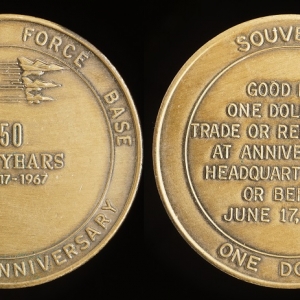 FORCE BASE
50
YEARS
17-1967
ANNIVERSARY
SOUVE
GOOD
ONE DOL
TRADE OR RE
AT ANNIVE
HEADQUART
OR BE
JUNE 17,
ONE DO